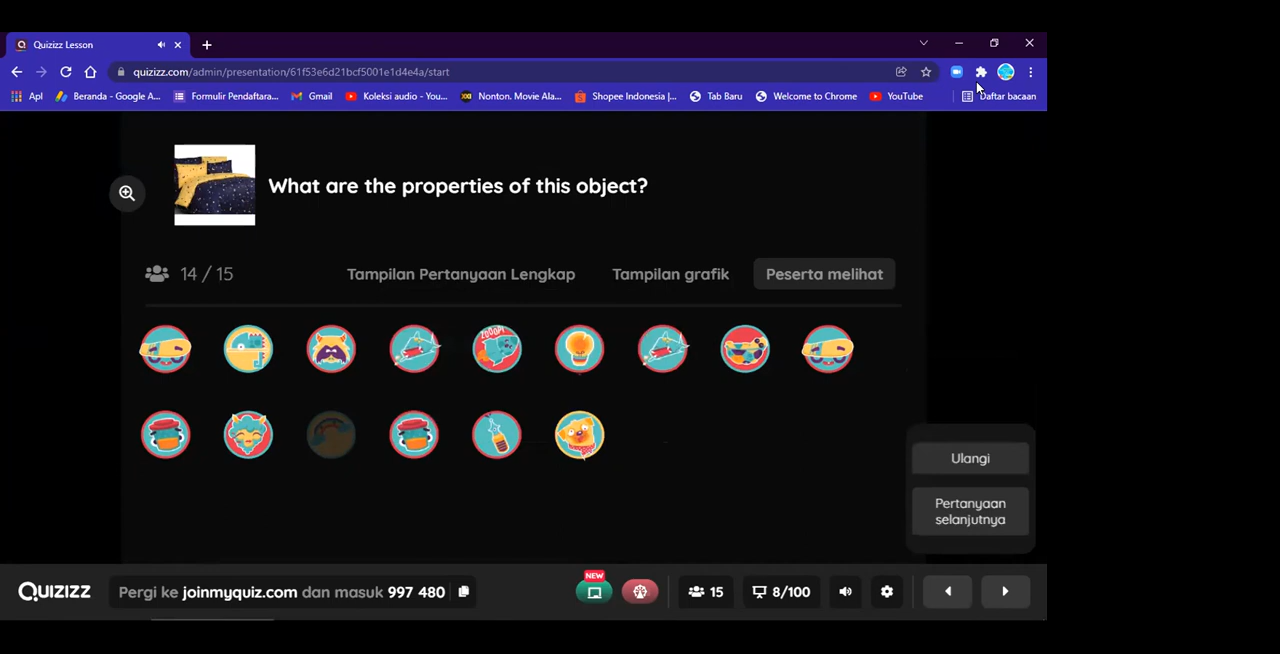 Quizizz Lesson
quizizz.com/admin/presentation/61f53e6d21bcf5001e1d4e4a/start
Apl Beranda - Google A... Formulir Pendaftara... Gmail Koleksi audio - You... Nonton. Movie Ala... Shopee Indonesia |... Tab Baru Welcome to Chrome YouTube Daftar bacaan
What are the properties of this object?
14 / 15 Tampilan Pertanyaan Lengkap Tampilan grafik Peserta melihat
ZOOOP!
Ulangi
Pertanyaan
selanjutnya
NEW
QUIZIZZ Pergi ke joinmyquiz.com dan masuk 997 480 15 8/100